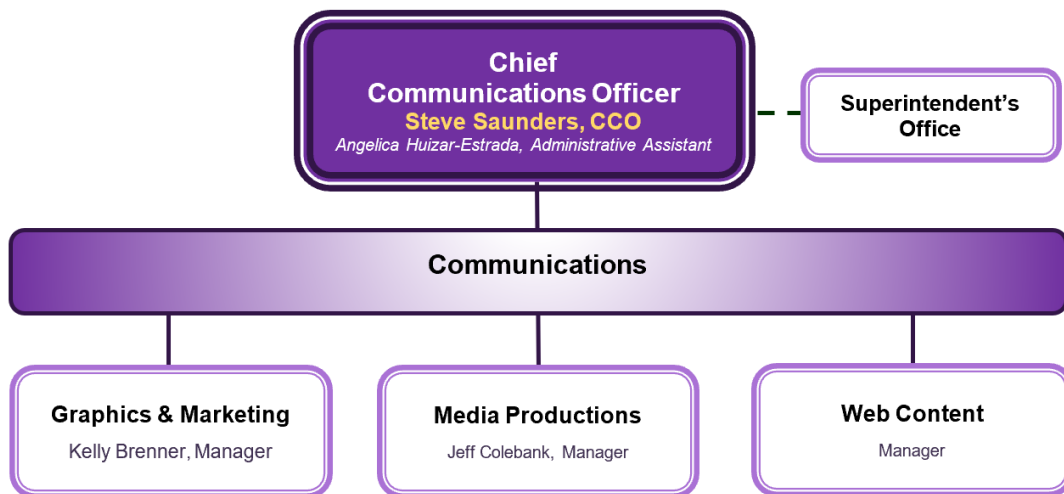 Chief
Communications Officer
Steve Saunders, CCO
Angelica Huizar-Estrada, Administrative Assistant
Superintendent's
Office
Communications
Graphics & Marketing
Kelly Brenner, Manager
Media Productions
Jeff Colebank, Manager
Web Content
Manager